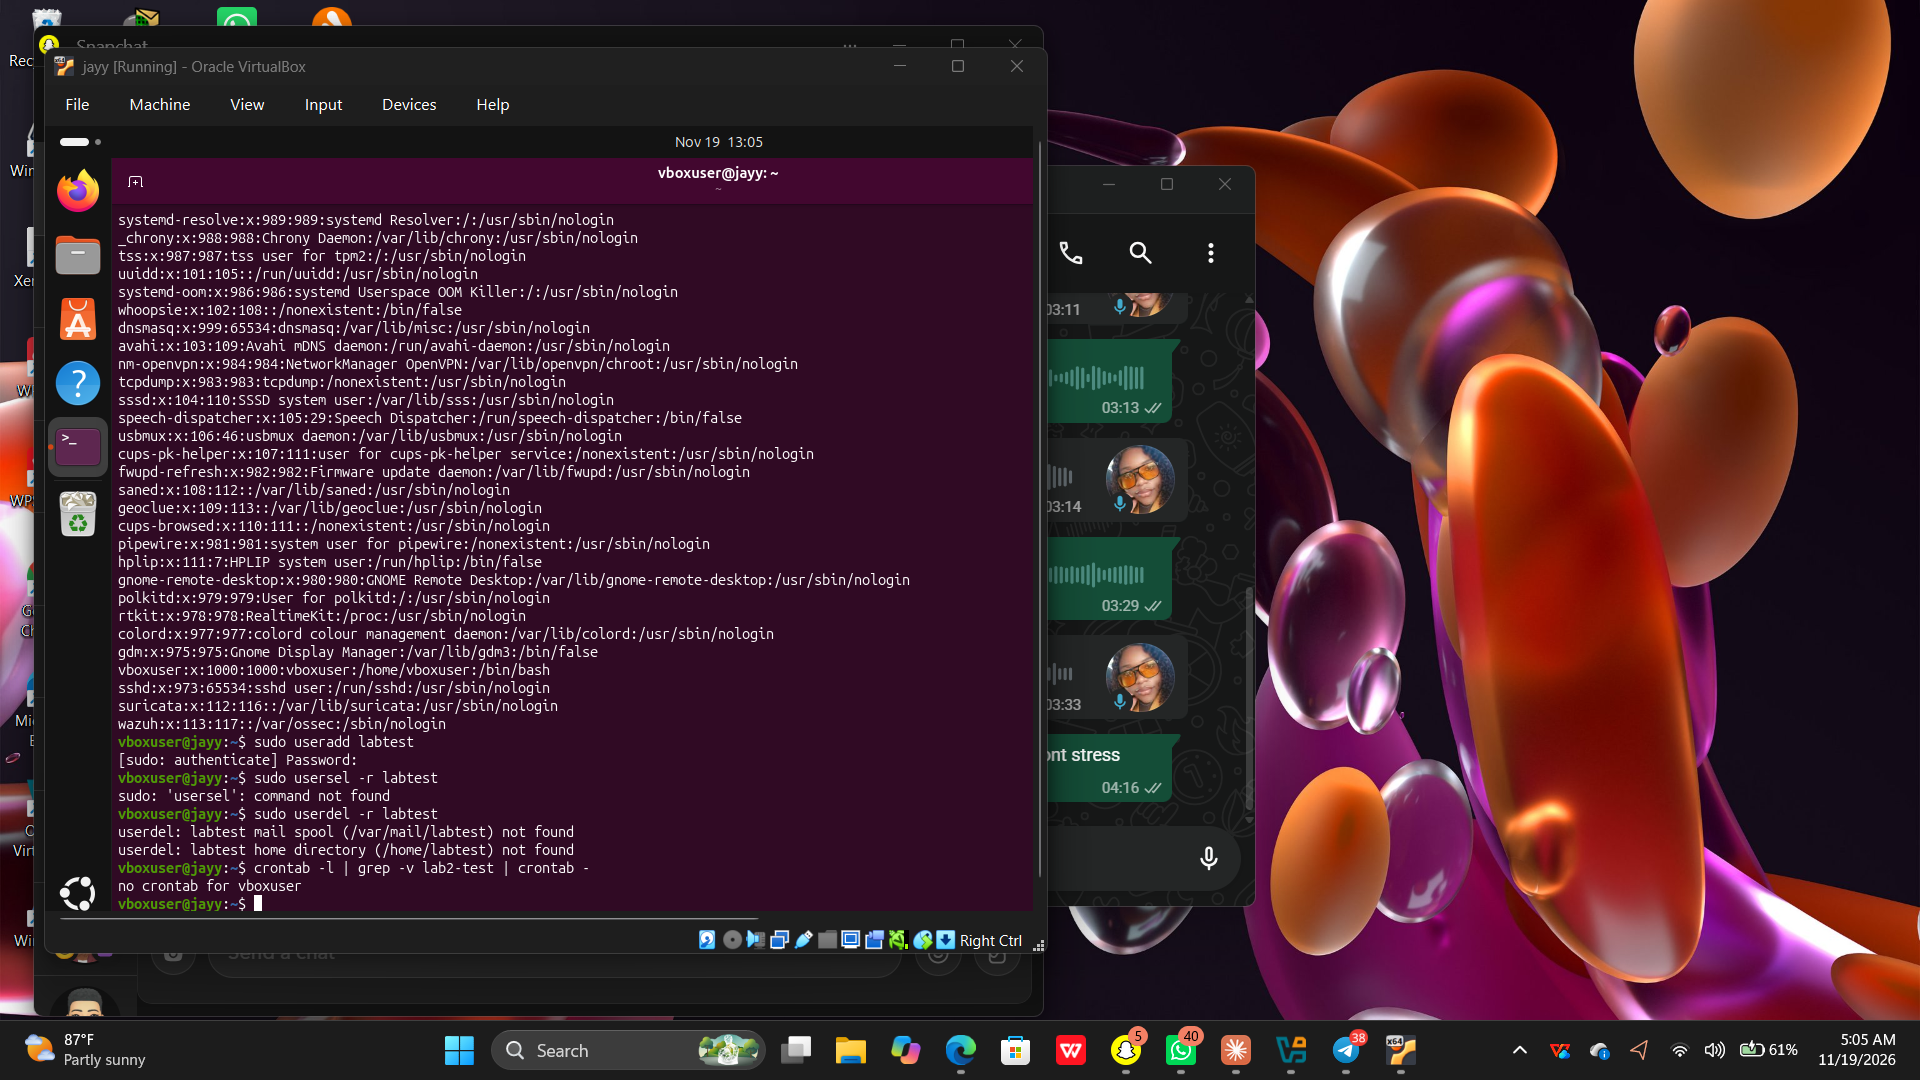 Snapchat
jayy [Running] - Oracle VirtualBox
File Machine View Input Devices Help
Nov 19 13:05
vboxuser@jayy: ~
~
systemd-resolve:x:989:989:systemd Resolver:/:/usr/sbin/nologin
_chrony:x:988:988:Chrony Daemon:/var/lib/chrony:/usr/sbin/nologin
tss:x:987:987:tss user for tpm2:/:/usr/sbin/nologin
uuidd:x:101:105::/run/uuidd:/usr/sbin/nologin
systemd-oom:x:986:986:systemd Userspace OOM Killer:/:/usr/sbin/nologin
whoopsie:x:102:108::/nonexistent:/bin/false
dnsmasq:x:999:65534:dnsmasq:/var/lib/misc:/usr/sbin/nologin
avahi:x:103:109:Avahi mDNS daemon:/run/avahi-daemon:/usr/sbin/nologin
nm-openvpn:x:984:984:NetworkManager OpenVPN:/var/lib/openvpn/chroot:/usr/sbin/nologin
tcpdump:x:983:983:tcpdump:/nonexistent:/usr/sbin/nologin
sssd:x:104:110:SSSD system user:/var/lib/sss:/usr/sbin/nologin
speech-dispatcher:x:105:29:Speech Dispatcher:/run/speech-dispatcher:/bin/false
usbmux:x:106:46:usbmux daemon:/var/lib/usbmux:/usr/sbin/nologin
cups-pk-helper:x:107:111:user for cups-pk-helper service:/nonexistent:/usr/sbin/nologin
fwupd-refresh:x:982:982:Firmware update daemon:/var/lib/fwupd:/usr/sbin/nologin
saned:x:108:112::/var/lib/saned:/usr/sbin/nologin
geoclue:x:109:113::/var/lib/geoclue:/usr/sbin/nologin
cups-browsed:x:110:111::/nonexistent:/usr/sbin/nologin
pipewire:x:981:981:system user for pipewire:/nonexistent:/usr/sbin/nologin
hplip:x:111:7:HPLIP system user:/run/hplip:/bin/false
gnome-remote-desktop:x:980:980:GNOME Remote Desktop:/var/lib/gnome-remote-desktop:/usr/sbin/nologin
polkitd:x:979:979:User for polkitd:/:/usr/sbin/nologin
rtkit:x:978:978:RealtimeKit:/proc:/usr/sbin/nologin
colord:x:977:977:colord colour management daemon:/var/lib/colord:/usr/sbin/nologin
gdm:x:975:975:Gnome Display Manager:/var/lib/gdm3:/bin/false
vboxuser:x:1000:1000:vboxuser:/home/vboxuser:/bin/bash
sshd:x:973:65534:sshd user:/run/sshd:/usr/sbin/nologin
suricata:x:112:116::/var/lib/suricata:/usr/sbin/nologin
wazuh:x:113:117::/var/ossec:/sbin/nologin
vboxuser@jayy:~$ sudo useradd labtest
[sudo: authenticate] Password:
vboxuser@jayy:~$ sudo usersel -r labtest
sudo: 'usersel': command not found
vboxuser@jayy:~$ sudo userdel -r labtest
userdel: labtest mail spool (/var/mail/labtest) not found
userdel: labtest home directory (/home/labtest) not found
vboxuser@jayy:~$ crontab -l | grep -v lab2-test | crontab -
no crontab for vboxuser
vboxuser@jayy:~$
Right Ctrl
Send a chat
03:11
03:13
03:14
03:29
03:33
ont stress
04:16
87°F
Partly sunny
Search
5
40
38
61%
5:05 AM
11/19/2026